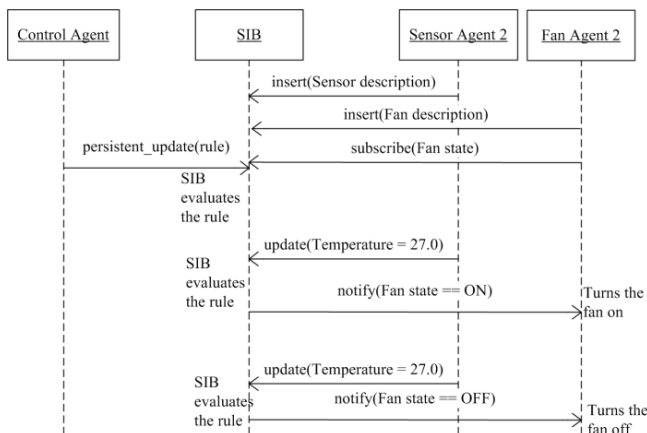 Control Agent
SIB
Sensor Agent 2
Fan Agent 2
insert(Sensor description)
insert(Fan description)
persistent_update(rule)
subscribe(Fan state)
SIB
evaluates
the rule
update(Temperature = 27.0)
SIB
evaluates
the rule
notify(Fan state == ON)
Turns the
fan on
update(Temperature = 27.0)
SIB
evaluates
the rule
notify(Fan state == OFF)
Turns the
fan off